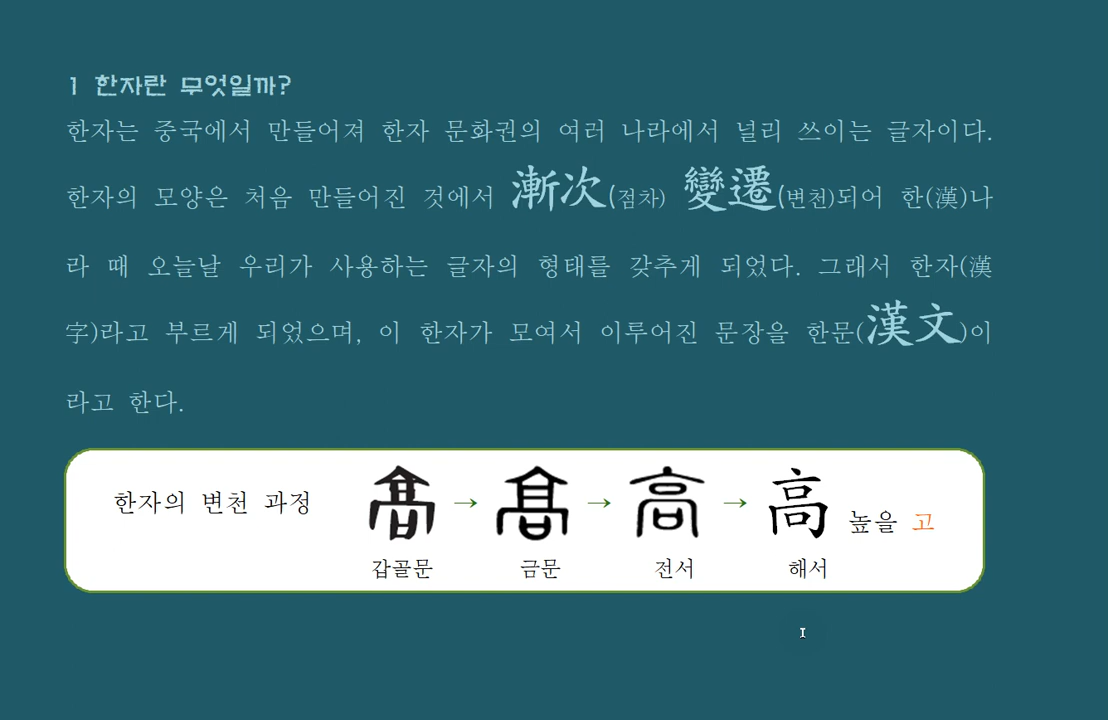 1 한자란 무엇일까?
한자는 중국에서 만들어져 한자 문화권의 여러 나라에서 널리 쓰이는 글자이다.
한자의 모양은 처음 만들어진 것에서 漸次(점차) 變遷(변천)되어 한(漢)나
라 때 오늘날 우리가 사용하는 글자의 형태를 갖추게 되었다. 그래서 한자(漢
字)라고 부르게 되었으며, 이 한자가 모여서 이루어진 문장을 한문(漢文)이
라고 한다.
한자의 변천 과정 高 → 高 → 高 → 高 높을 고
갑골문 금문 전서 해서